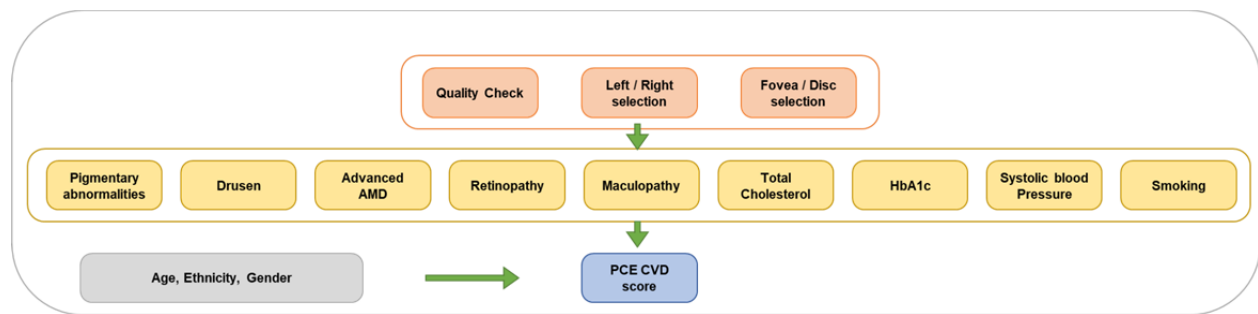 Quality Check
Left / Right
selection
Fovea / Disc
selection
Pigmentary
abnormalities
Drusen
Advanced
AMD
Retinopathy
Maculopathy
Total
Cholesterol
HbA1c
Systolic blood
Pressure
Smoking
Age, Ethnicity, Gender
PCE CVD
score